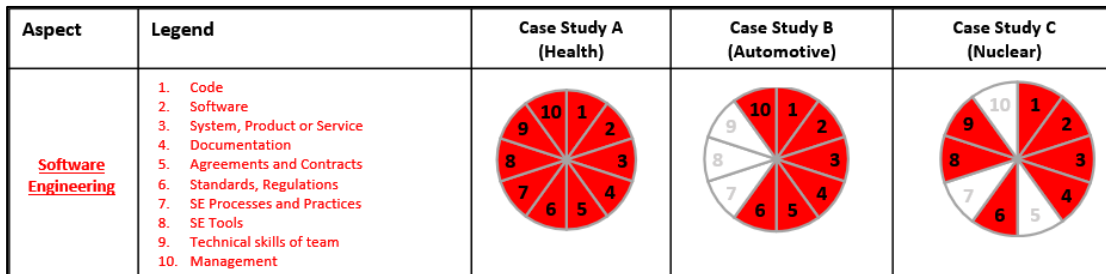 Aspect
Legend
Case Study A
(Health)
Case Study B
(Automotive)
Case Study C
(Nuclear)
Software
Engineering
1. Code
2. Software
3. System, Product or Service
4. Documentation
5. Agreements and Contracts
6. Standards, Regulations
7. SE Processes and Practices
8. SE Tools
9. Technical skills of team
10. Management
10 1
9 2
8 3
7 4
6 5
10 1
9 2
8 3
7 4
6 5
10 1
9 2
8 3
7 4
6 5